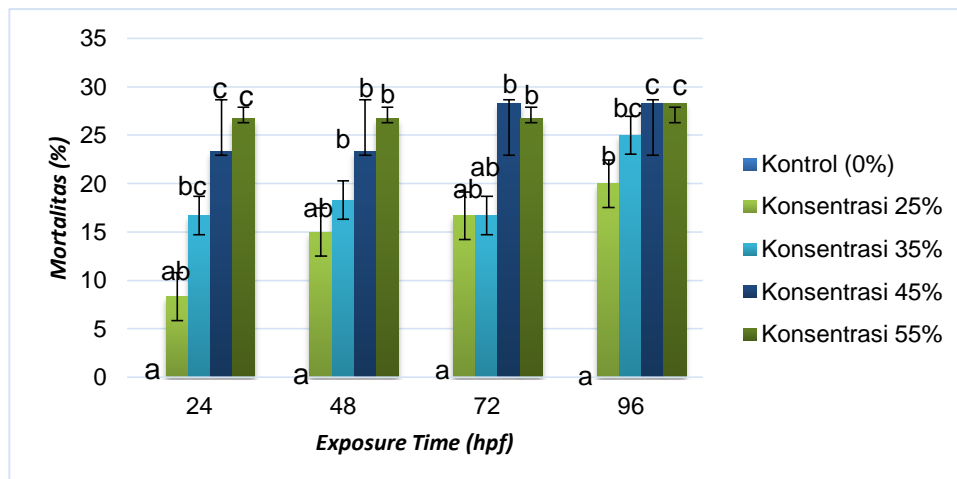 Mortalitas (%)
35
30
25
20
15
10
5
0
a
ab
bc
c
c
a
ab
b
b
b
a
ab
ab
b
b
a
b
bc
c
c
24
48
72
96
Exposure Time (hpf)
Kontrol (0%)
Konsentrasi 25%
Konsentrasi 35%
Konsentrasi 45%
Konsentrasi 55%